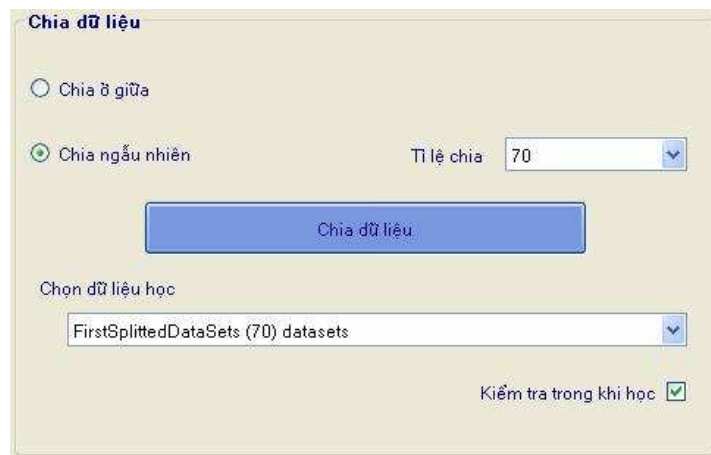 Chia dữ liệu
Chia ở giữa
Chia ngẫu nhiên
Tỉ lệ chia 70
Chia dữ liệu
Chọn dữ liệu học
FirstSplittedDataSets (70) datasets
Kiểm tra trong khi học